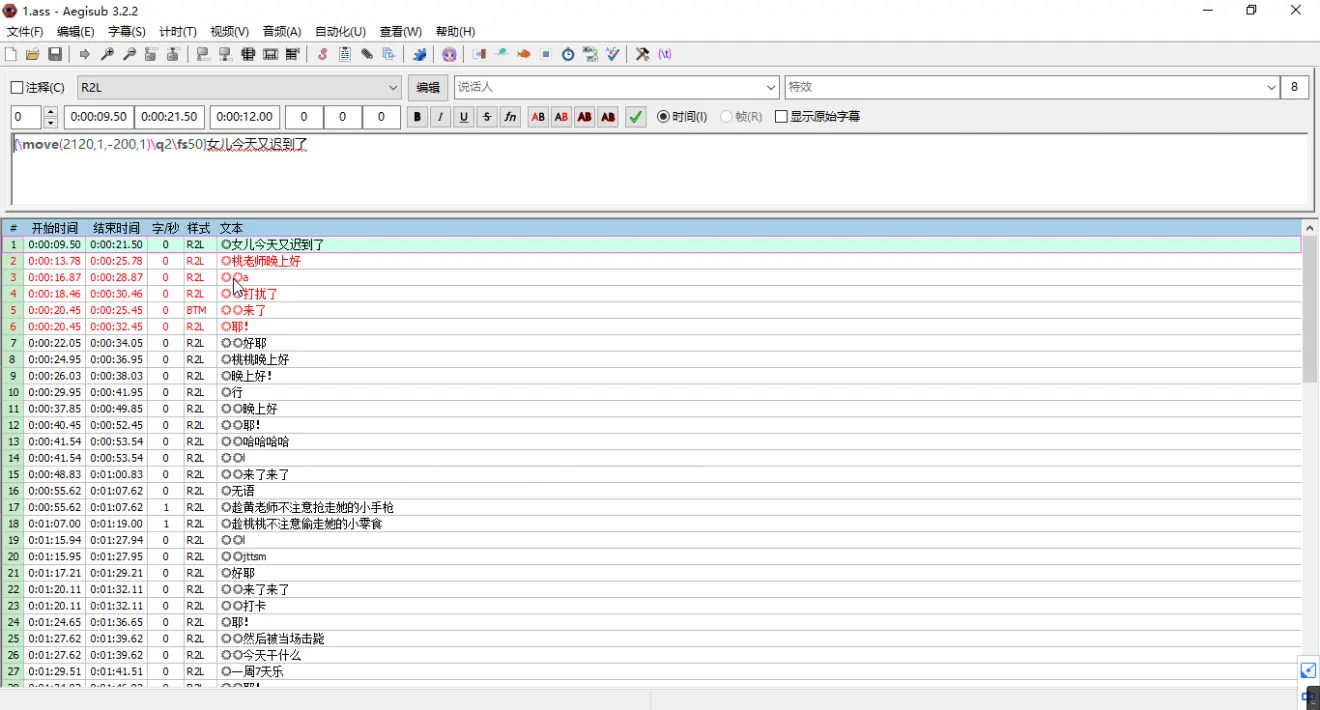 1.ass - Aegisub 3.2.2
文件(F) 编辑(E) 字幕(S) 计时(T) 视频(V) 音频(A) 自动化(U) 查看(W) 帮助(H)
注释(C) R2L 编辑 说话人 特效 8
0 0:00:09.50 0:00:21.50 0:00:12.00 0 0 0 B I U S fn AB AB AB AB 时间(I) 帧(R) 显示原始字幕
{\move(2120,1,-200,1)\q2\fs50}女儿今天又迟到了
# 开始时间 结束时间 字/秒 样式 文本
1 0:00:09.50 0:00:21.50 0 R2L ◎女儿今天又迟到了
2 0:00:13.78 0:00:25.78 0 R2L ◎桃老师晚上好
3 0:00:16.87 0:00:28.87 0 R2L ◎◎a
4 0:00:18.46 0:00:30.46 0 R2L ◎◎打扰了
5 0:00:20.45 0:00:25.45 0 BTM ◎◎来了
6 0:00:20.45 0:00:32.45 0 R2L ◎耶!
7 0:00:22.05 0:00:34.05 0 R2L ◎◎好耶
8 0:00:24.95 0:00:36.95 0 R2L ◎桃桃晚上好
9 0:00:26.03 0:00:38.03 0 R2L ◎晚上好!
10 0:00:29.95 0:00:41.95 0 R2L ◎行
11 0:00:37.85 0:00:49.85 0 R2L ◎◎晚上好
12 0:00:40.45 0:00:52.45 0 R2L ◎◎耶!
13 0:00:41.54 0:00:53.54 0 R2L ◎◎哈哈哈哈
14 0:00:41.54 0:00:53.54 0 R2L ◎◎l
15 0:00:48.83 0:01:00.83 0 R2L ◎◎来了来了
16 0:00:55.62 0:01:07.62 0 R2L ◎无语
17 0:00:55.62 0:01:07.62 1 R2L ◎趁黄老师不注意抢走她的小手枪
18 0:01:07.00 0:01:19.00 1 R2L ◎趁桃桃不注意偷走她的小零食
19 0:01:15.94 0:01:27.94 0 R2L ◎◎l
20 0:01:15.95 0:01:27.95 0 R2L ◎◎jttsm
21 0:01:17.21 0:01:29.21 0 R2L ◎好耶
22 0:01:20.11 0:01:32.11 0 R2L ◎◎来了来了
23 0:01:20.11 0:01:32.11 0 R2L ◎◎打卡
24 0:01:24.65 0:01:36.65 0 R2L ◎耶!
25 0:01:27.62 0:01:39.62 0 R2L ◎◎然后被当场击毙
26 0:01:27.62 0:01:39.62 0 R2L ◎◎今天干什么
27 0:01:29.51 0:01:41.51 0 R2L ◎一周7天乐